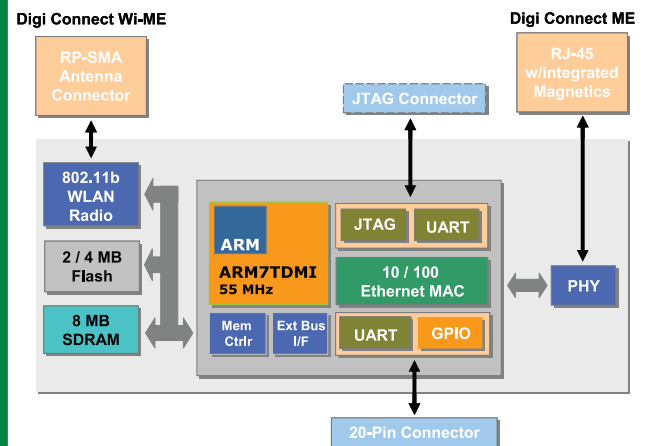 Digi Connect Wi-ME
Digi Connect ME
RP-SMA
Antenna
Connector
RJ-45
w/integrated
Magnetics
JTAG Connector
802.11b
WLAN
Radio
2 / 4 MB
Flash
8 MB
SDRAM
ARM
ARM7TDMI
55 MHz
JTAG
UART
10 / 100
Ethernet MAC
Mem
Ctrlr
Ext Bus
I/F
UART
GPIO
PHY
20-Pin Connector